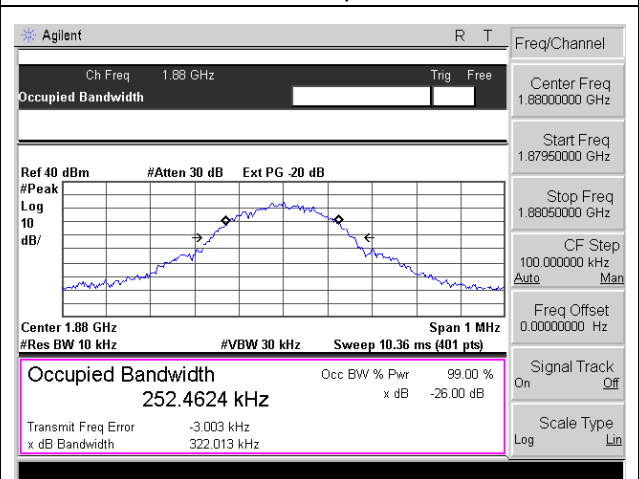 Agilent R T
Ch Freq 1.88 GHz Trig Free
Occupied Bandwidth
Ref 40 dBm #Atten 30 dB Ext PG -20 dB
#Peak
Log
10
dB/
Center 1.88 GHz Span 1 MHz
#Res BW 10 kHz #VBW 30 kHz Sweep 10.36 ms (401 pts)
Occupied Bandwidth Occ BW % Pwr 99.00 %
252.4624 kHz x dB -26.00 dB
Transmit Freq Error -3.003 kHz
x dB Bandwidth 322.013 kHz
Freq/Channel
Center Freq
1.88000000 GHz
Start Freq
1.87950000 GHz
Stop Freq
1.88050000 GHz
CF Step
100.000000 kHz
Auto Man
Freq Offset
0.00000000 Hz
Signal Track
On Off
Scale Type
Log Lin